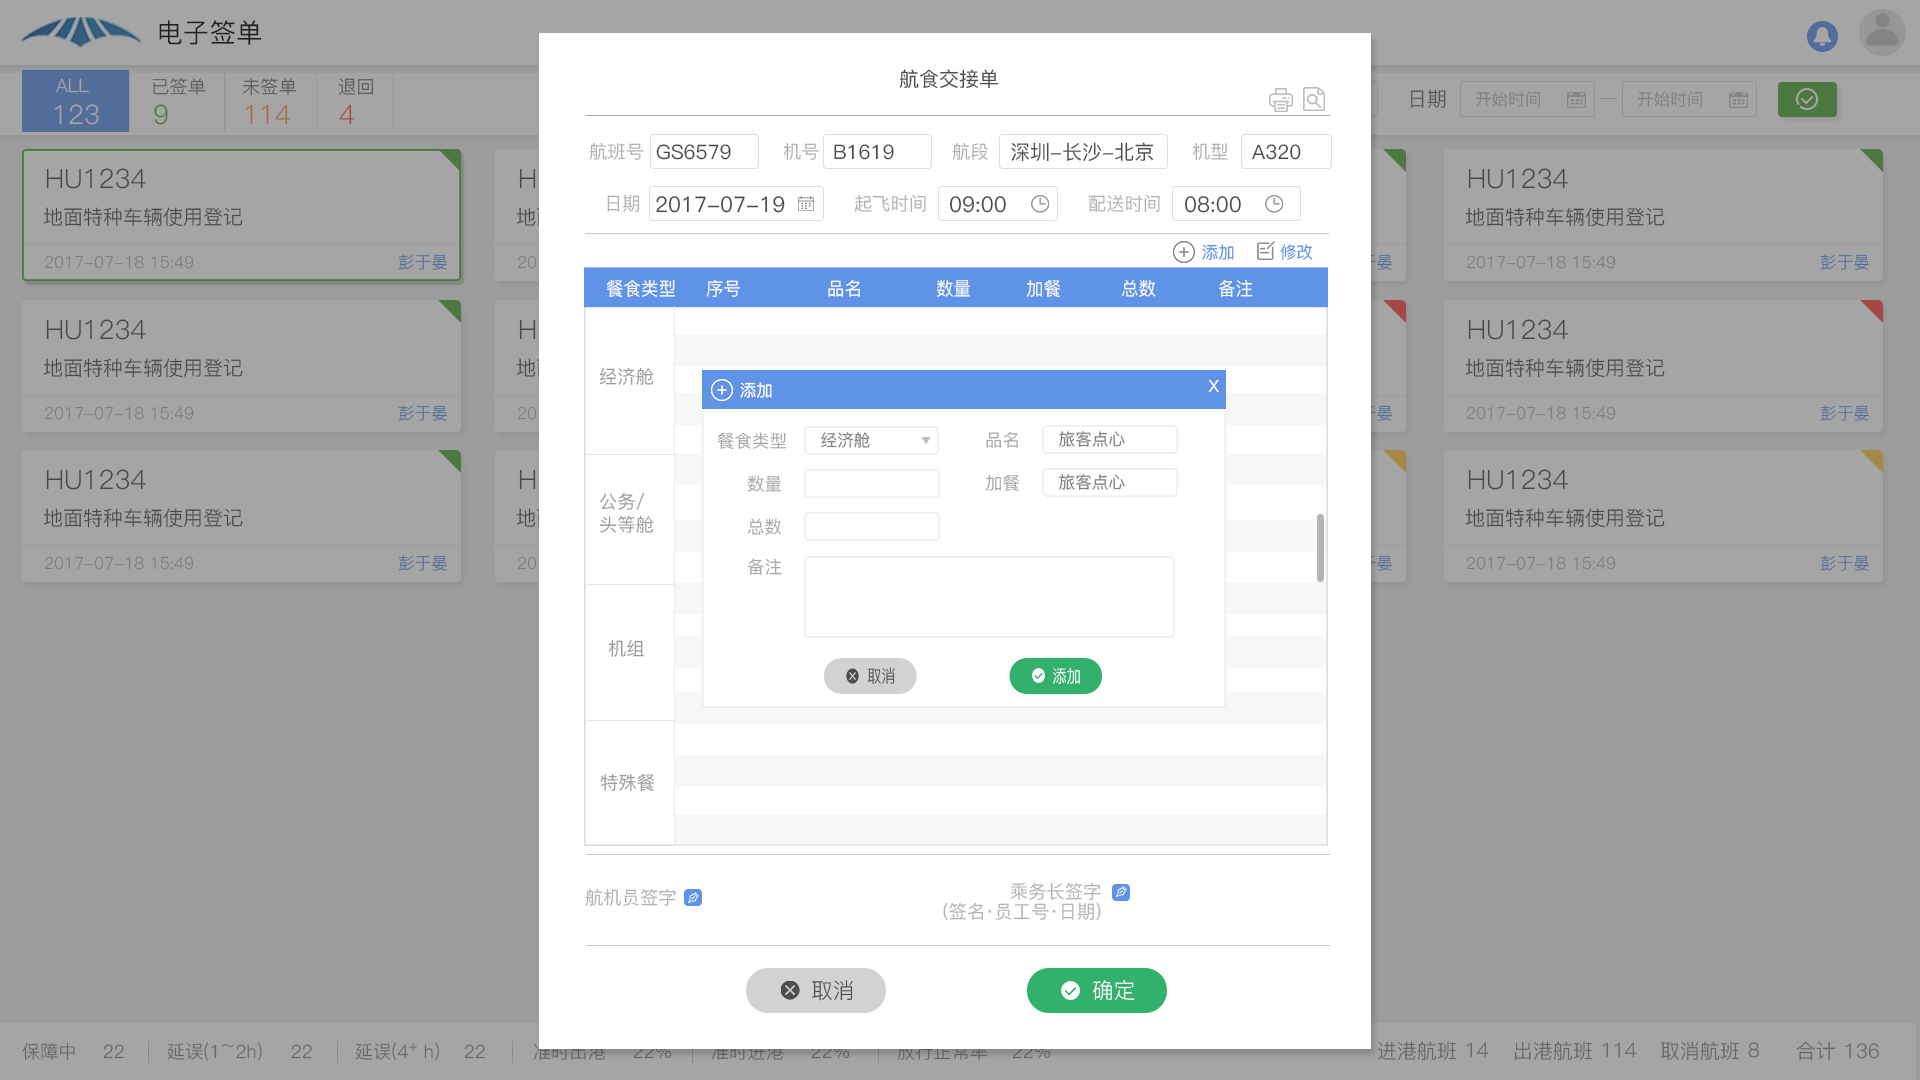 电子签单
ALL
123
已签单
9
未签单
114
退回
4
日期 开始时间 — 开始时间
HU1234
地面特种车辆使用登记
2017-07-18 15:49 彭于晏
HU1234
地面特种车辆使用登记
2017-07-18 15:49 彭于晏
HU1234
地面特种车辆使用登记
2017-07-18 15:49 彭于晏
H
地
20
H
地
20
H
地
20
航食交接单
航班号 GS6579 机号 B1619 航段 深圳-长沙-北京 机型 A320
日期 2017-07-19 起飞时间 09:00 配送时间 08:00
添加 修改
餐食类型 序号 品名 数量 加餐 总数 备注
经济舱
公务/
头等舱
机组
特殊餐
添加 X
餐食类型 经济舱 品名 旅客点心
数量 加餐 旅客点心
总数
备注
取消 添加
航机员签字
乘务长签字
(签名·员工号·日期)
取消 确定
晏
晏
晏
HU1234
地面特种车辆使用登记
2017-07-18 15:49 彭于晏
HU1234
地面特种车辆使用登记
2017-07-18 15:49 彭于晏
HU1234
地面特种车辆使用登记
2017-07-18 15:49 彭于晏
保障中 22 延误(1~2h) 22 延误(4+ h) 22 准时出港 22% 准时进港 22% 放行正常率 22% 进港航班 14 出港航班 114 取消航班 8 合计 136